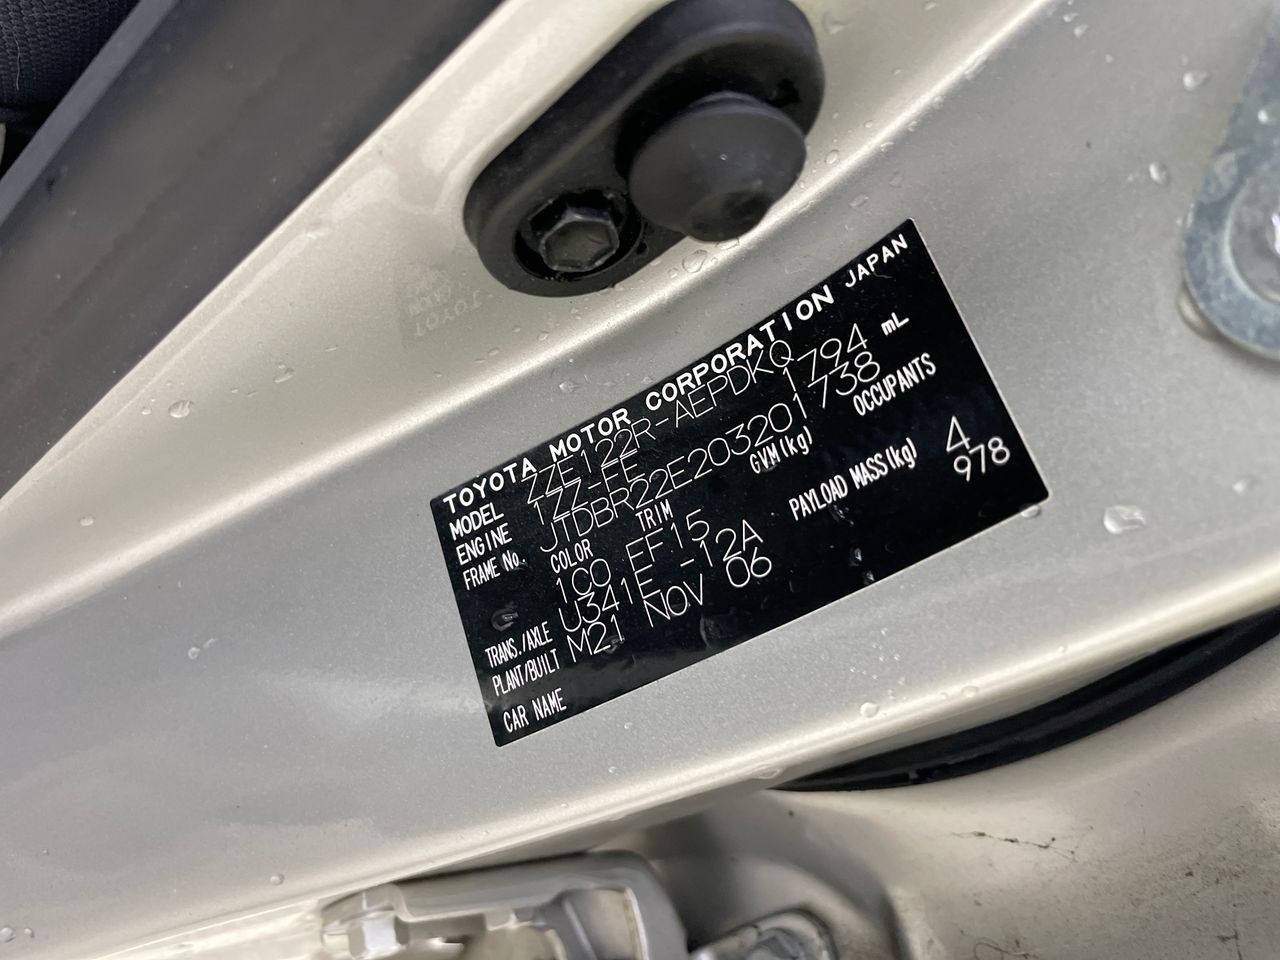 TOYOTA MOTOR CORPORATION JAPAN
MODEL ZZE122R-AEPDKQ
ENGINE 1ZZ-FE 1794 mL
FRAME No. JTDBR22E203201738
COLOR TRIM GVM(kg) OCCUPANTS
1C0 FF15 4
TRANS./AXLE U341E -12A PAYLOAD MASS(kg) 978
PLANT/BUILT M21 NOV 06
CAR NAME